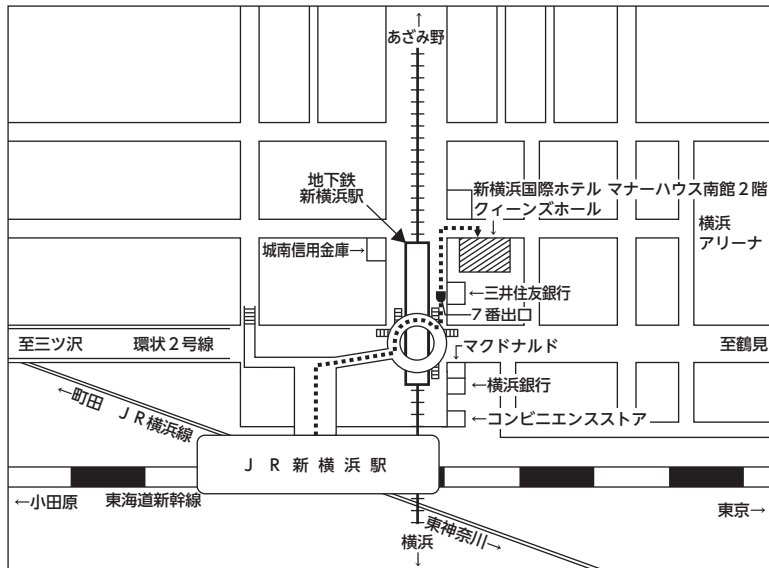 ↑
あざみ野
地下鉄
新横浜駅
新横浜国際ホテル マナーハウス南館２階
クィーンズホール
↓
横浜
アリーナ
城南信用金庫→
←三井住友銀行
７番出口
至三ツ沢
環状２号線
マクドナルド
↓
至鶴見
←横浜銀行
←町田 ＪＲ横浜線
←コンビニエンスストア
ＪＲ新横浜駅
←小田原
東海道新幹線
東京→
東神奈川→
横浜
↓